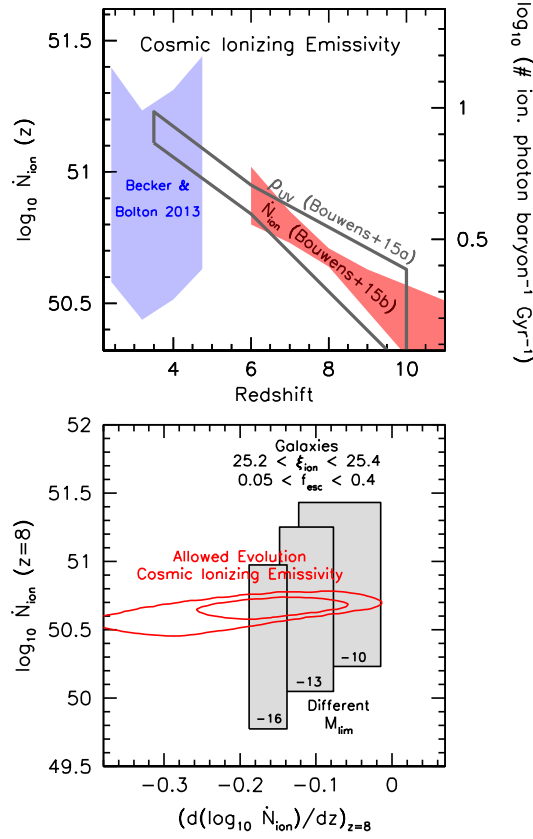 Cosmic Ionizing Emissivity
51.5
51
50.5
log₁₀ Ṅion (z)
1
0.5
log₁₀ (# ion. photon baryon⁻¹ Gyr⁻¹)
Becker &
Bolton 2013
ρUV (Bouwens+15a)
Ṅion (Bouwens+15b)
4 6 8 10
Redshift
52
51.5
51
50.5
50
49.5
log₁₀ Ṅion (z=8)
Galaxies
25.2 < ξion < 25.4
0.05 < fesc < 0.4
Allowed Evolution
Cosmic Ionizing Emissivity
-10
-13
-16
Different
Mlim
-0.3 -0.2 -0.1 0
(d(log₁₀ Ṅion)/dz)z=8